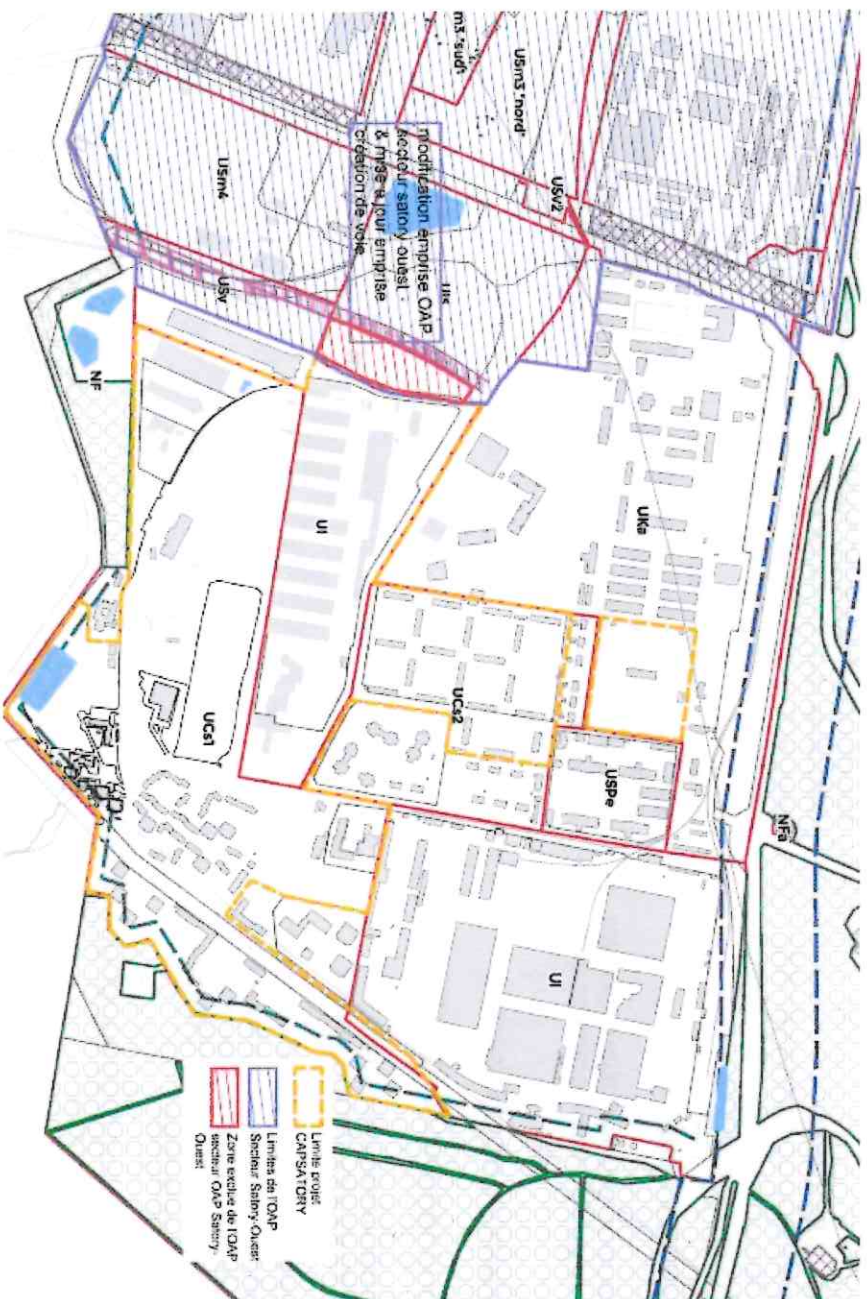 m3 "sud"
USm3 "nord"
USv2
modification emprise OAP
secteur satory ouest
& mise à jour emprise
création de voie
USm4
USv
NF
UKa
UI
UCs2
UCs1
USPe
NFa
UI
Limite projet
CAPSATORY
Limites de l'OAP
Secteur Satory-Ouest
Zone exclue de l'OAP
secteur OAP Satory-
Ouest